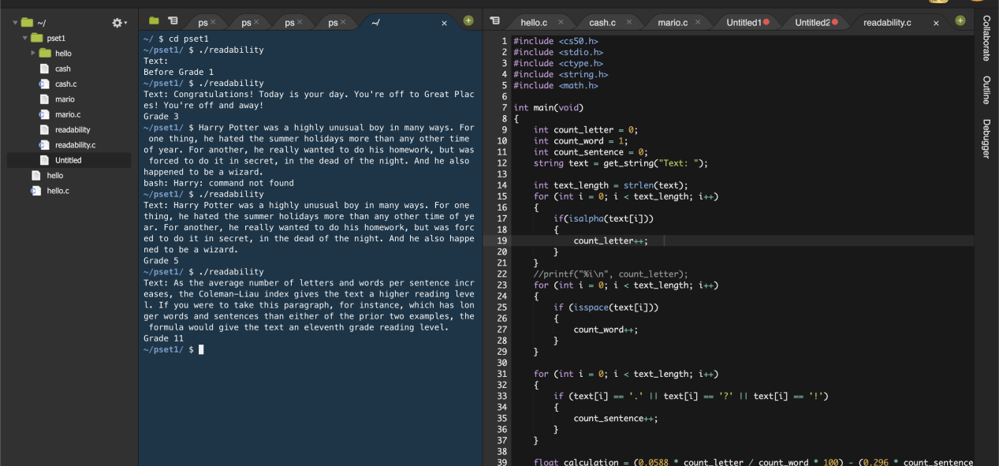 ~/
pset1
hello
cash
cash.c
mario
mario.c
readability
readability.c
Untitled
hello
hello.c
ps × ps × ps × ps × ~/ ×
~/ $ cd pset1
~/pset1/ $ ./readability
Text:
Before Grade 1
~/pset1/ $ ./readability
Text: Congratulations! Today is your day. You're off to Great Plac
es! You're off and away!
Grade 3
~/pset1/ $ Harry Potter was a highly unusual boy in many ways. For
 one thing, he hated the summer holidays more than any other time
of year. For another, he really wanted to do his homework, but was
 forced to do it in secret, in the dead of the night. And he also
happened to be a wizard.
bash: Harry: command not found
~/pset1/ $ ./readability
Text: Harry Potter was a highly unusual boy in many ways. For one
thing, he hated the summer holidays more than any other time of ye
ar. For another, he really wanted to do his homework, but was forc
ed to do it in secret, in the dead of the night. And he also happe
ned to be a wizard.
Grade 5
~/pset1/ $ ./readability
Text: As the average number of letters and words per sentence incr
eases, the Coleman-Liau index gives the text a higher reading leve
l. If you were to take this paragraph, for instance, which has lon
ger words and sentences than either of the prior two examples, the
 formula would give the text an eleventh grade reading level.
Grade 11
~/pset1/ $
hello.c × cash.c × mario.c × Untitled1 Untitled2 readability.c ×
1 #include <cs50.h>
2 #include <stdio.h>
3 #include <ctype.h>
4 #include <string.h>
5 #include <math.h>
6
7 int main(void)
8 {
9     int count_letter = 0;
10     int count_word = 1;
11     int count_sentence = 0;
12     string text = get_string("Text: ");
13
14     int text_length = strlen(text);
15     for (int i = 0; i < text_length; i++)
16     {
17         if(isalpha(text[i]))
18         {
19             count_letter++;
20         }
21     }
22     //printf("%i\n", count_letter);
23     for (int i = 0; i < text_length; i++)
24     {
25         if (isspace(text[i]))
26         {
27             count_word++;
28         }
29     }
30
31     for (int i = 0; i < text_length; i++)
32     {
33         if (text[i] == '.' || text[i] == '?' || text[i] == '!')
34         {
35             count_sentence++;
36         }
37     }
38
39     float calculation = (0.0588 * count_letter / count_word * 100) - (0.296 * count_sentence
Collaborate
Outline
Debugger